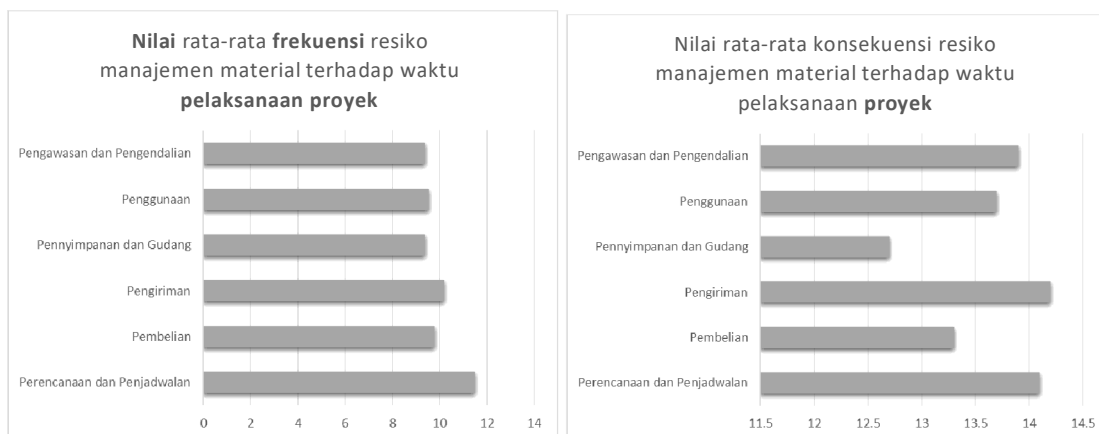 Nilai rata-rata frekuensi resiko
manajemen material terhadap waktu
pelaksanaan proyek
Pengawasan dan Pengendalian
Penggunaan
Pennyimpanan dan Gudang
Pengiriman
Pembelian
Perencanaan dan Penjadwalan
0 2 4 6 8 10 12 14
Nilai rata-rata konsekuensi resiko
manajemen material terhadap waktu
pelaksanaan proyek
Pengawasan dan Pengendalian
Penggunaan
Pennyimpanan dan Gudang
Pengiriman
Pembelian
Perencanaan dan Penjadwalan
11.5 12 12.5 13 13.5 14 14.5